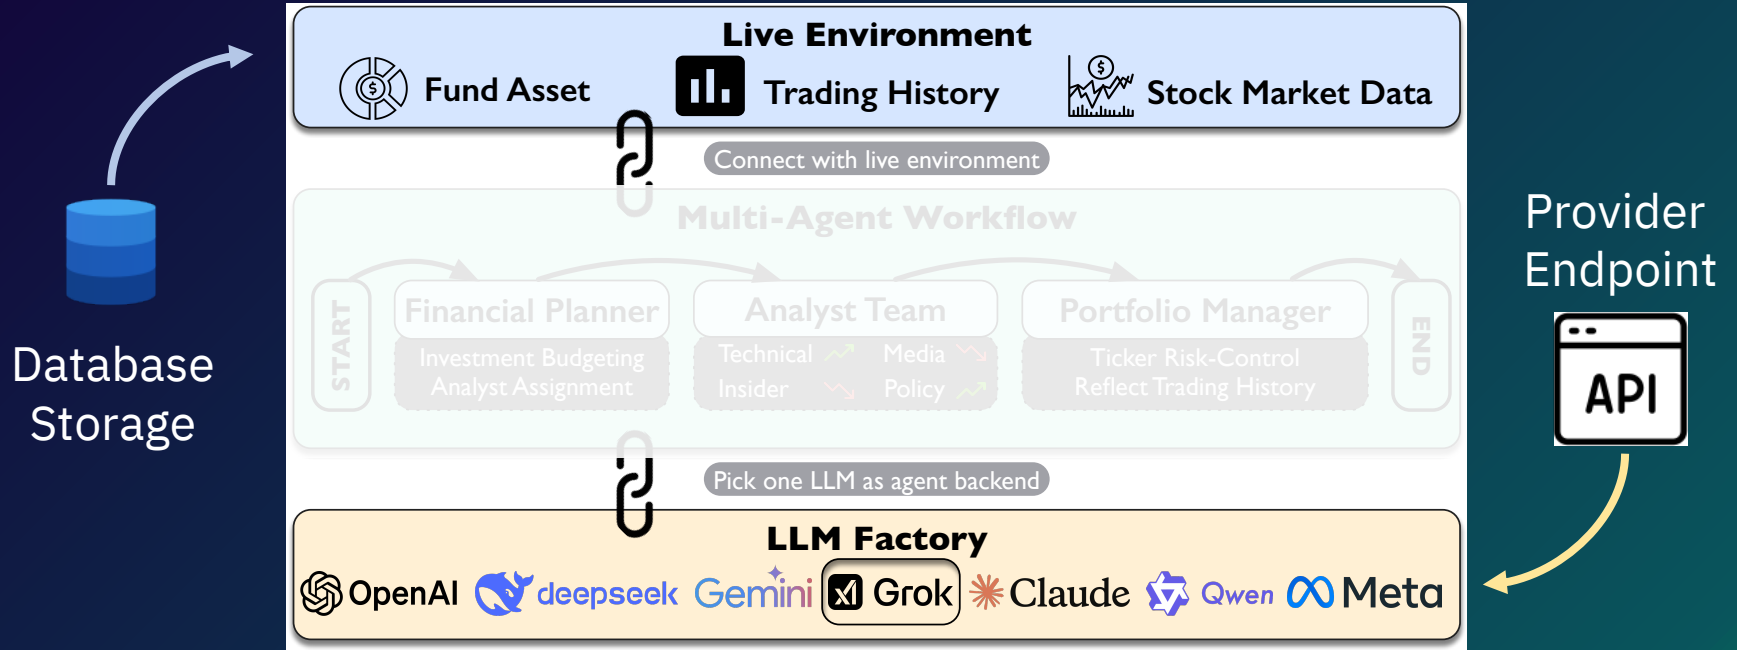 Live Environment
Fund Asset
Trading History
Stock Market Data
Connect with live environment
Multi-Agent Workflow
START
Financial Planner
Investment Budgeting
Analyst Assignment
Analyst Team
Technical
Media
Insider
Policy
Portfolio Manager
Ticker Risk-Control
Reflect Trading History
END
Pick one LLM as agent backend
LLM Factory
OpenAI
deepseek
Gemini
Grok
Claude
Qwen
Meta
Database
Storage
Provider
Endpoint
API